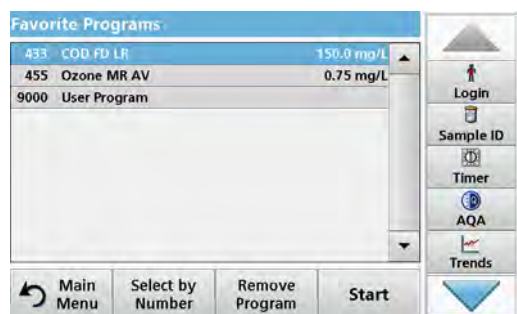 Favorite Programs
433 COD FD LR 150.0 mg/L
455 Ozone MR AV 0.75 mg/L
9000 User Program
Login
Sample ID
Timer
AQA
Trends
Main Menu
Select by Number
Remove Program
Start